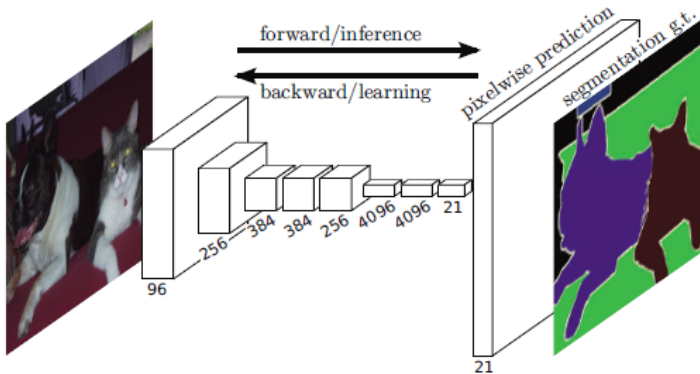 forward/inference
backward/learning
pixelwise prediction
segmentation g.t.
96
256
384
384
256
4096
4096
21
21